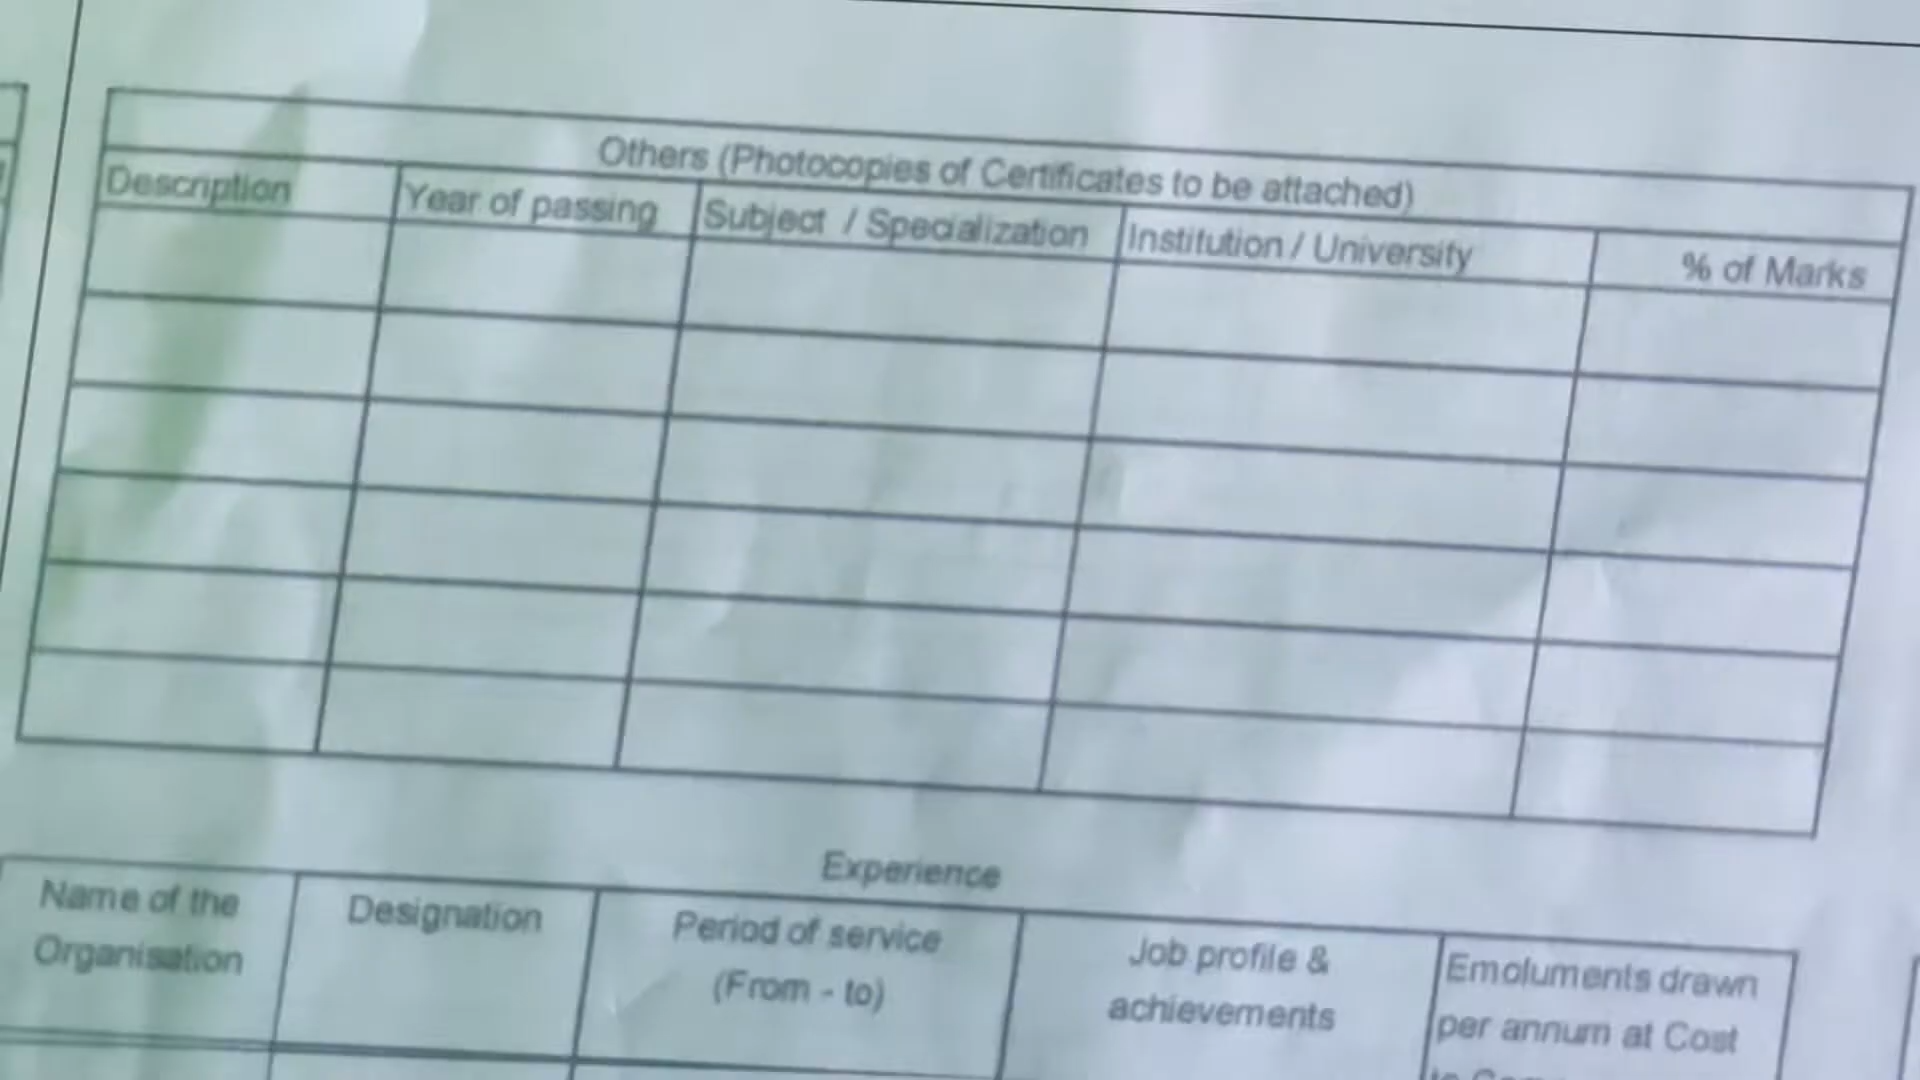 Others (Photocopies of Certificates to be attached)
Description Year of passing Subject / Specialization Institution / University % of Marks
Experience
Name of the Organisation Designation Period of service (From - to) Job profile & achievements Emoluments drawn per annum at Cost